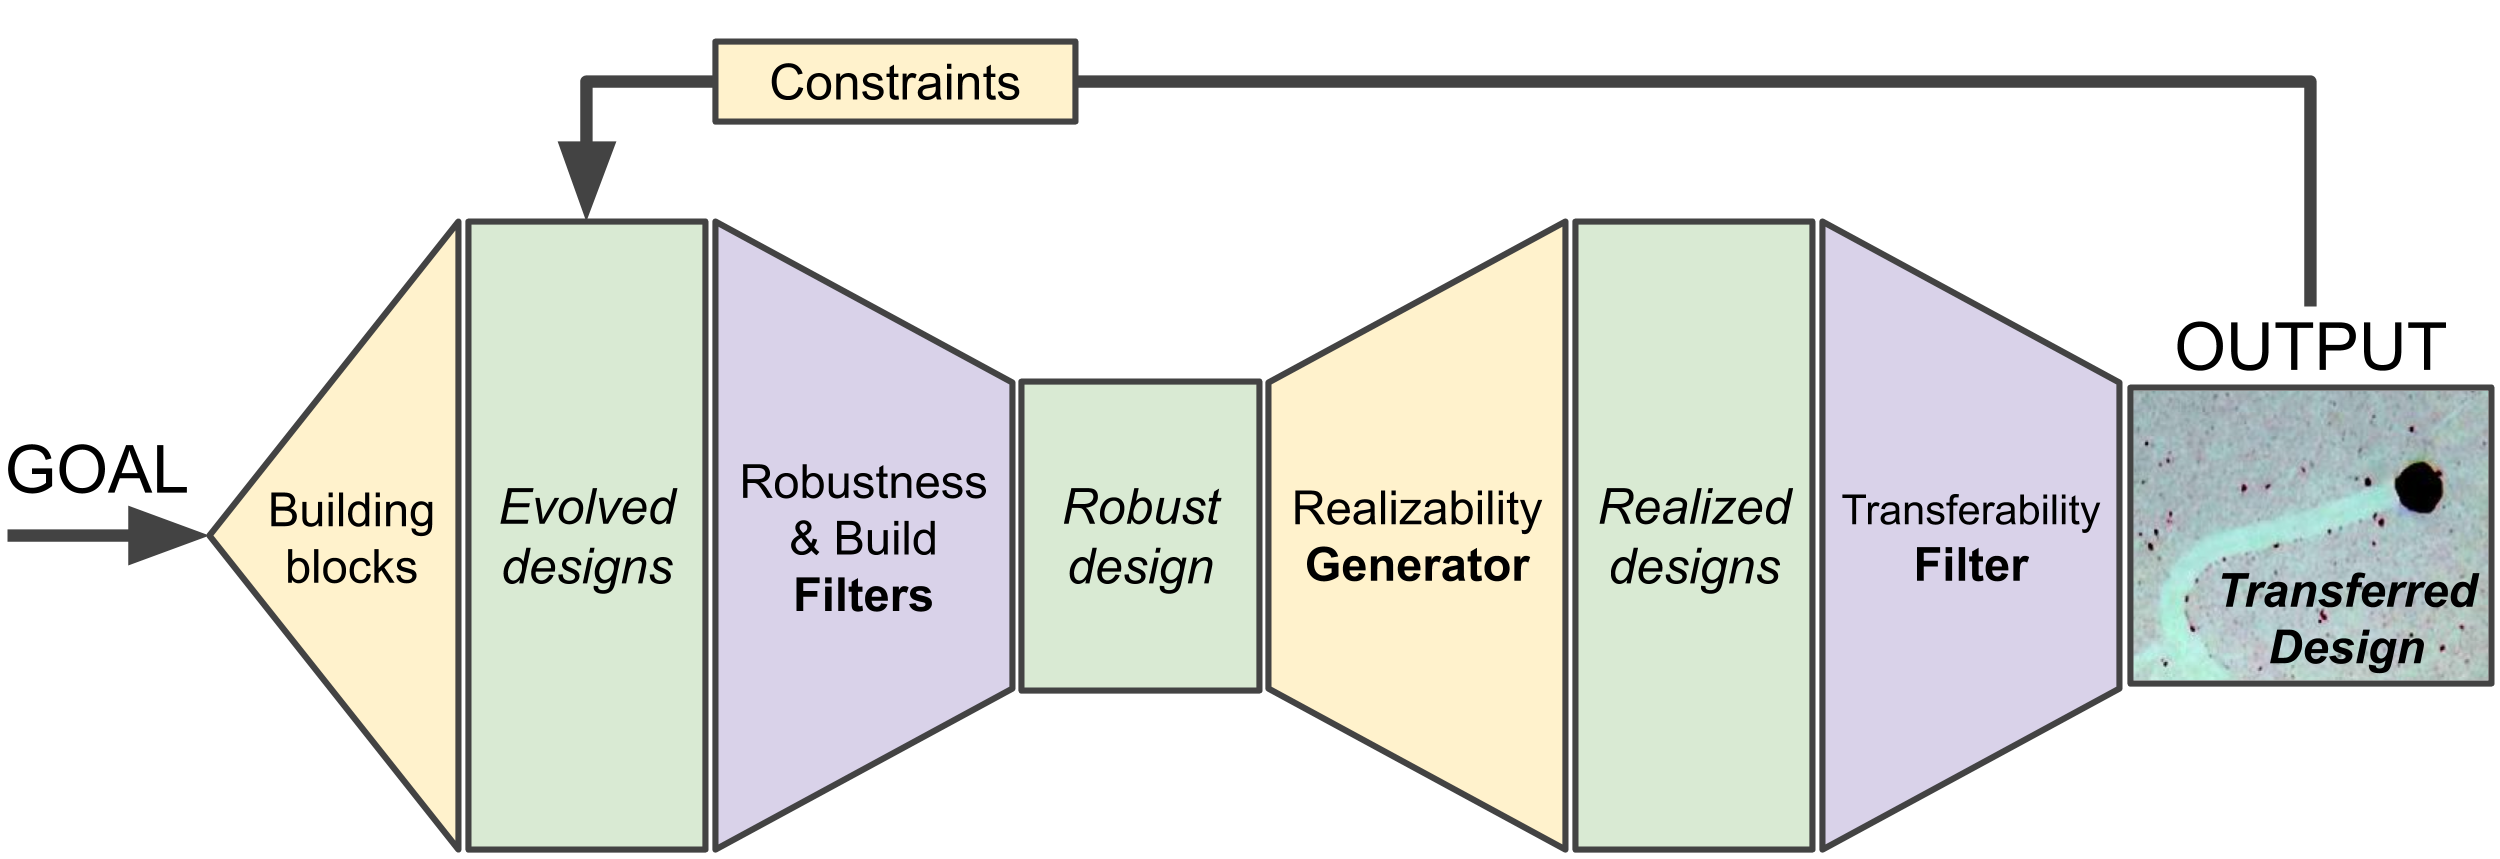 Constraints
GOAL
Building
blocks
Evolved
designs
Robustness
& Build
Filters
Robust
design
Realizability
Generator
Realized
designs
Transferability
Filter
OUTPUT
Transferred
Design